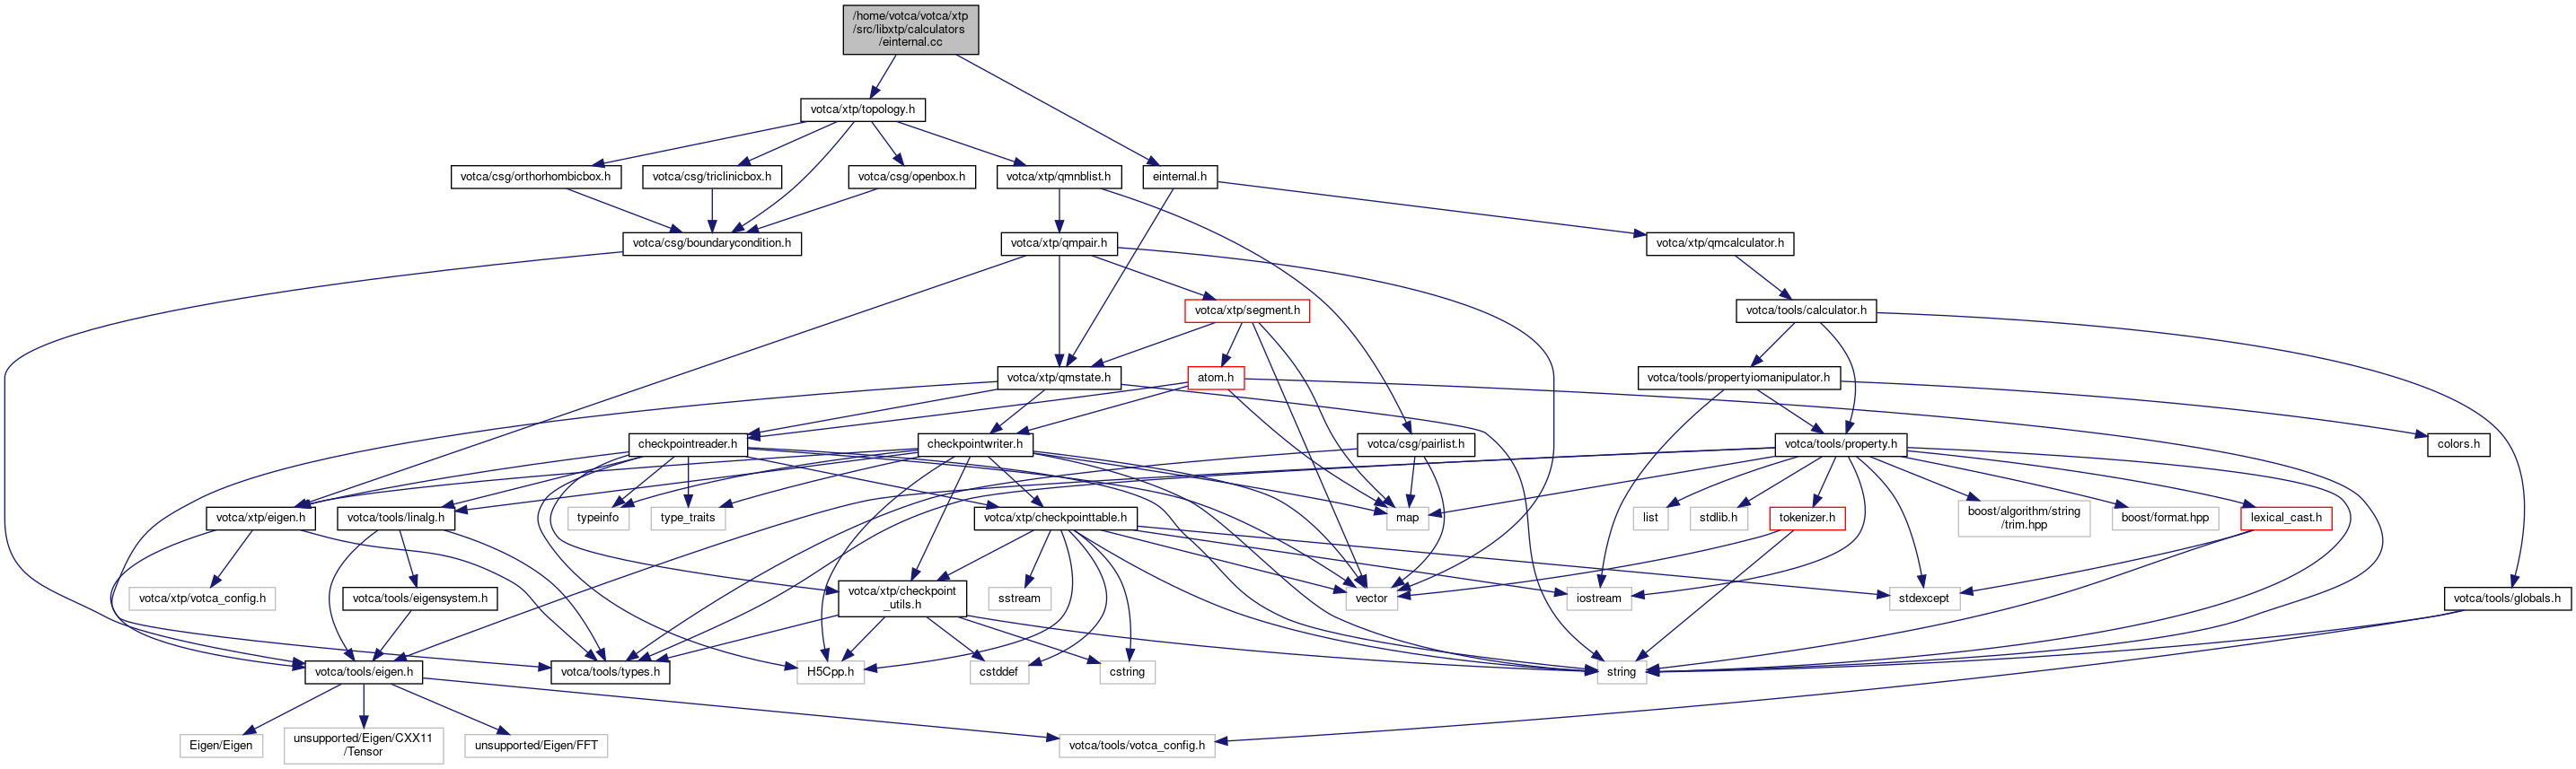 /home/votca/votca/xtp
/src/libxtp/calculators
/einternal.cc
votca/xtp/topology.h
votca/csg/orthorhombicbox.h
votca/csg/triclinicbox.h
votca/csg/openbox.h
votca/xtp/qmnblist.h
einternal.h
votca/csg/boundarycondition.h
votca/xtp/qmpair.h
votca/xtp/qmcalculator.h
votca/xtp/segment.h
votca/tools/calculator.h
votca/xtp/qmstate.h
atom.h
votca/tools/propertyiomanipulator.h
checkpointreader.h
checkpointwriter.h
votca/csg/pairlist.h
votca/tools/property.h
colors.h
votca/xtp/eigen.h
votca/tools/linalg.h
typeinfo
type_traits
votca/xtp/checkpointtable.h
map
list
stdlib.h
tokenizer.h
boost/algorithm/string
/trim.hpp
boost/format.hpp
lexical_cast.h
votca/xtp/votca_config.h
votca/tools/eigensystem.h
votca/xtp/checkpoint
_utils.h
sstream
vector
iostream
stdexcept
votca/tools/globals.h
votca/tools/eigen.h
votca/tools/types.h
H5Cpp.h
cstddef
cstring
string
Eigen/Eigen
unsupported/Eigen/CXX11
/Tensor
unsupported/Eigen/FFT
votca/tools/votca_config.h